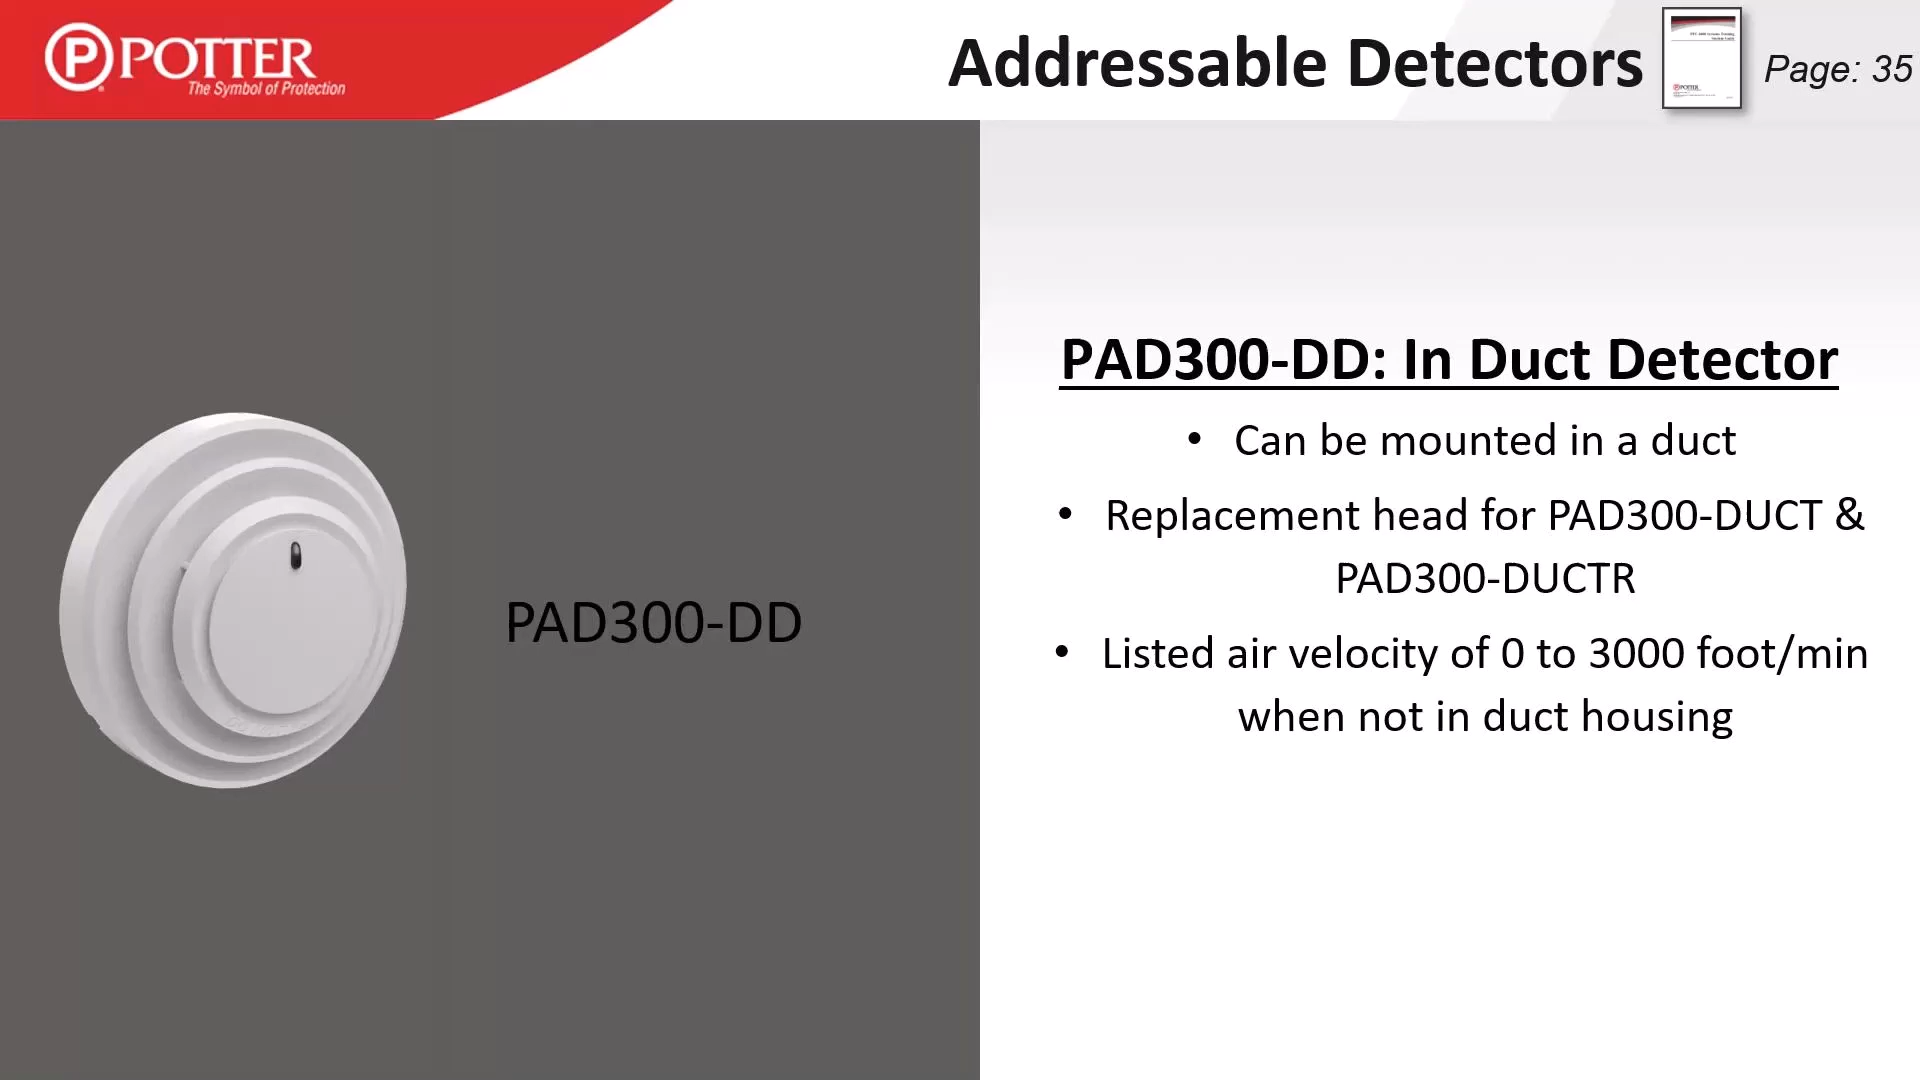 POTTER
The Symbol of Protection
Addressable Detectors
Page: 35
PAD300-DD
PAD300-DD: In Duct Detector
• Can be mounted in a duct
• Replacement head for PAD300-DUCT &
PAD300-DUCTR
• Listed air velocity of 0 to 3000 foot/min
when not in duct housing